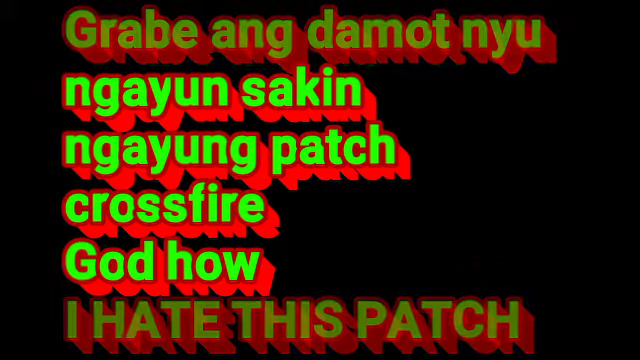 Grabe ang damot nyu
ngayun sakin
ngayung patch
crossfire
God how
I HATE THIS PATCH